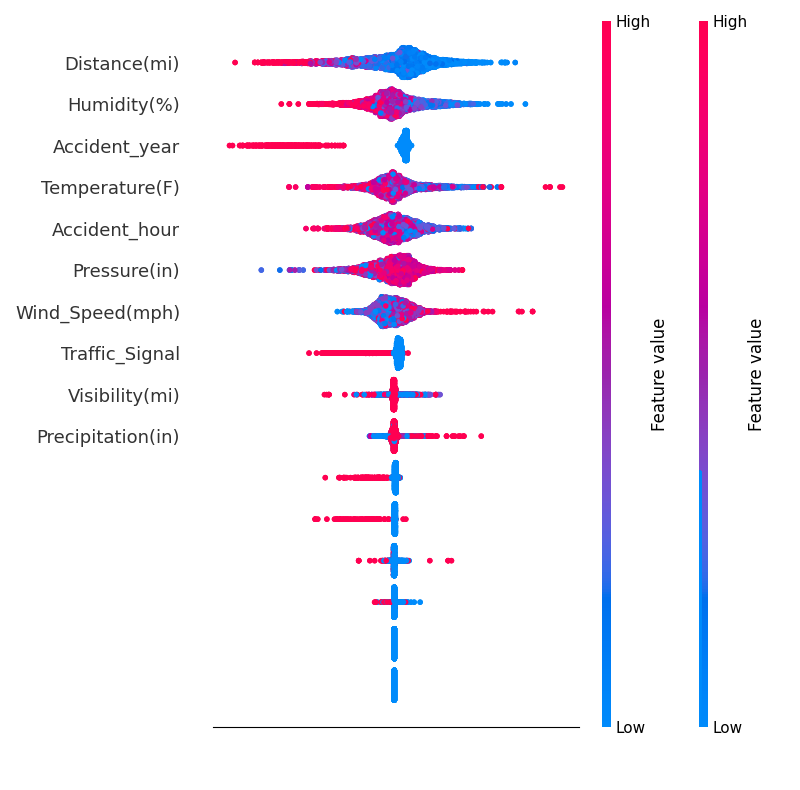 High
High
Distance(mi)
Humidity(%)
Accident_year
Temperature(F)
Accident_hour
Pressure(in)
Wind_Speed(mph)
Traffic_Signal
Visibility(mi)
Precipitation(in)
Feature value
Feature value
Low
Low